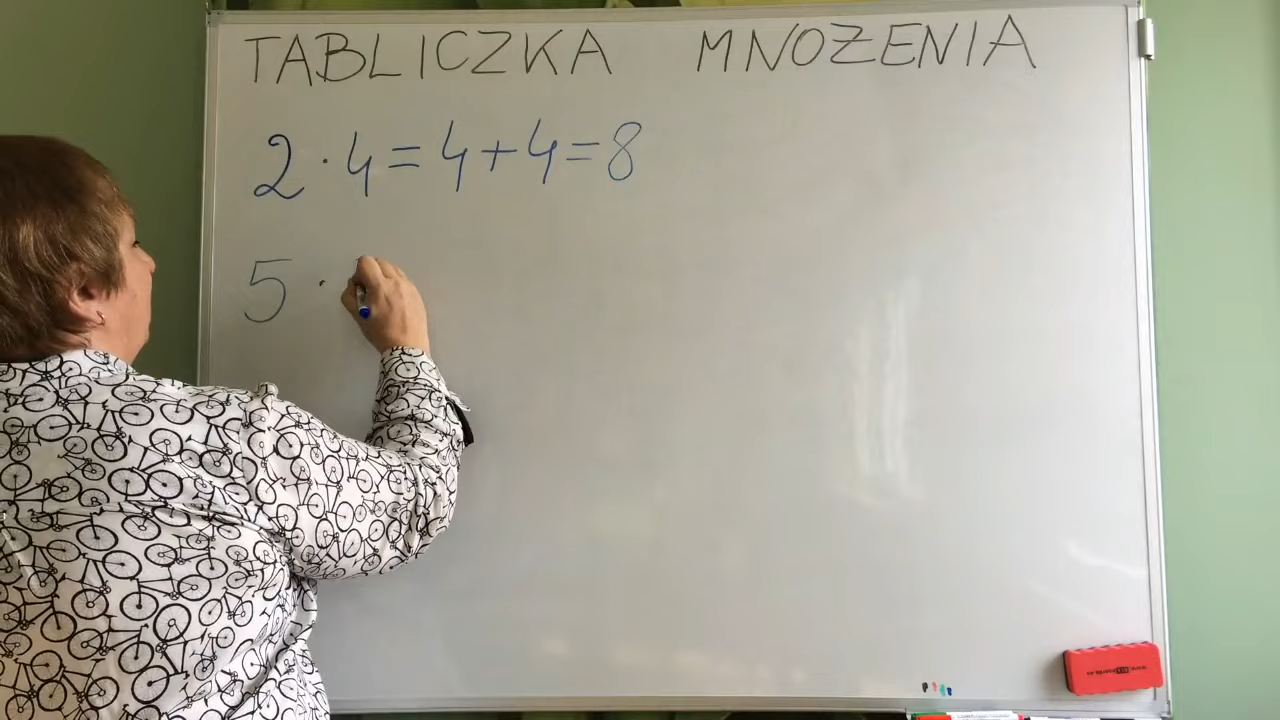 TABLICZKA MNOŻENIA
2 · 4 = 4 + 4 = 8
5 ·